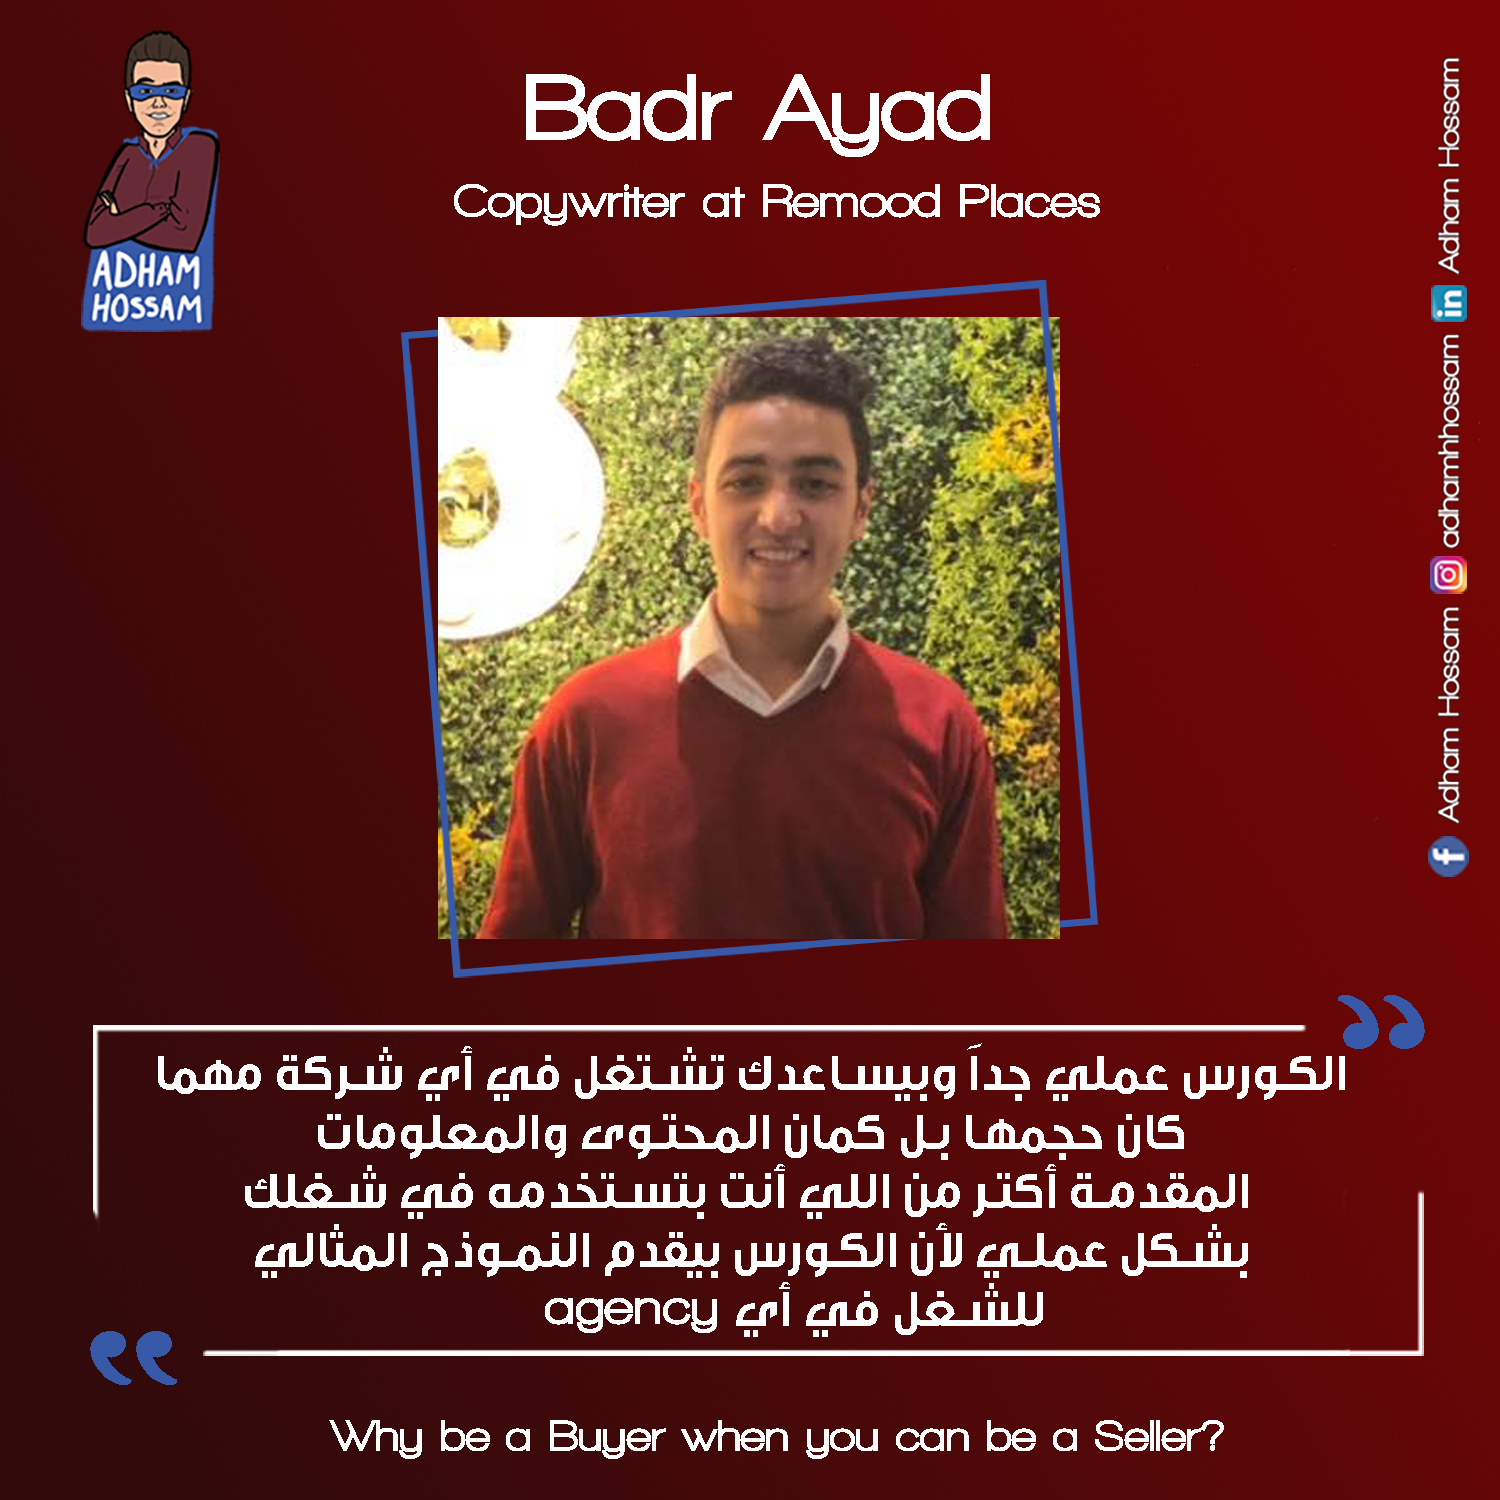 Badr Ayad
Copywriter at Remood Places
ADHAM
HOSSAM
Adham Hossam
adhamhhossam
Adham Hossam
الكورس عملي جداً وبيساعدك تشتغل في أي شركة مهما
كان حجمها بل كمان المحتوى والمعلومات
المقدمة أكتر من اللي أنت بتستخدمه في شغلك
بشكل عملي لأن الكورس بيقدم النموذج المثالي
للشغل في أي agency
Why be a Buyer when you can be a Seller?